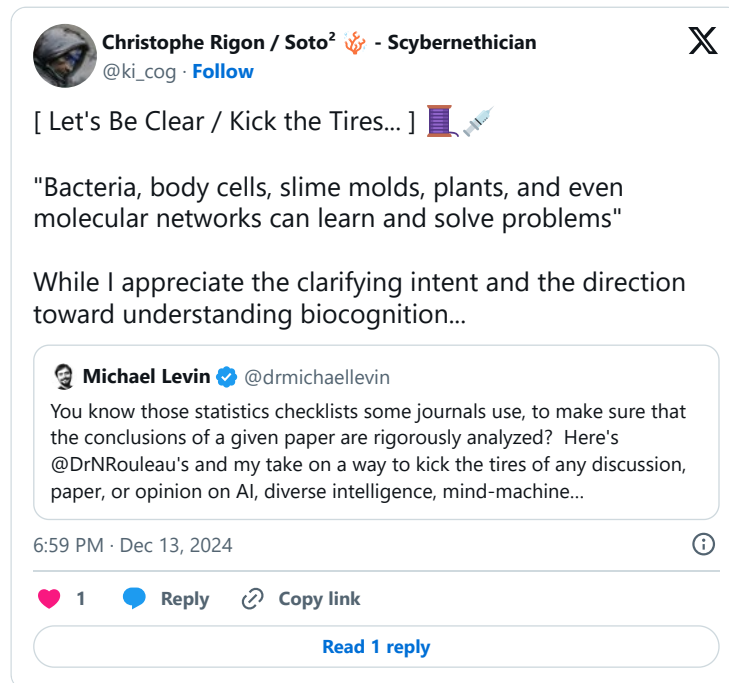 Christophe Rigon / Soto² 🪸 - Scybernethician
@ki_cog · Follow
[ Let's Be Clear / Kick the Tires... ] 🧵💉
"Bacteria, body cells, slime molds, plants, and even
molecular networks can learn and solve problems"
While I appreciate the clarifying intent and the direction
toward understanding biocognition...
Michael Levin @drmichaellevin
You know those statistics checklists some journals use, to make sure that
the conclusions of a given paper are rigorously analyzed?  Here's
@DrNRouleau's and my take on a way to kick the tires of any discussion,
paper, or opinion on AI, diverse intelligence, mind-machine...
6:59 PM · Dec 13, 2024
1 Reply Copy link
Read 1 reply